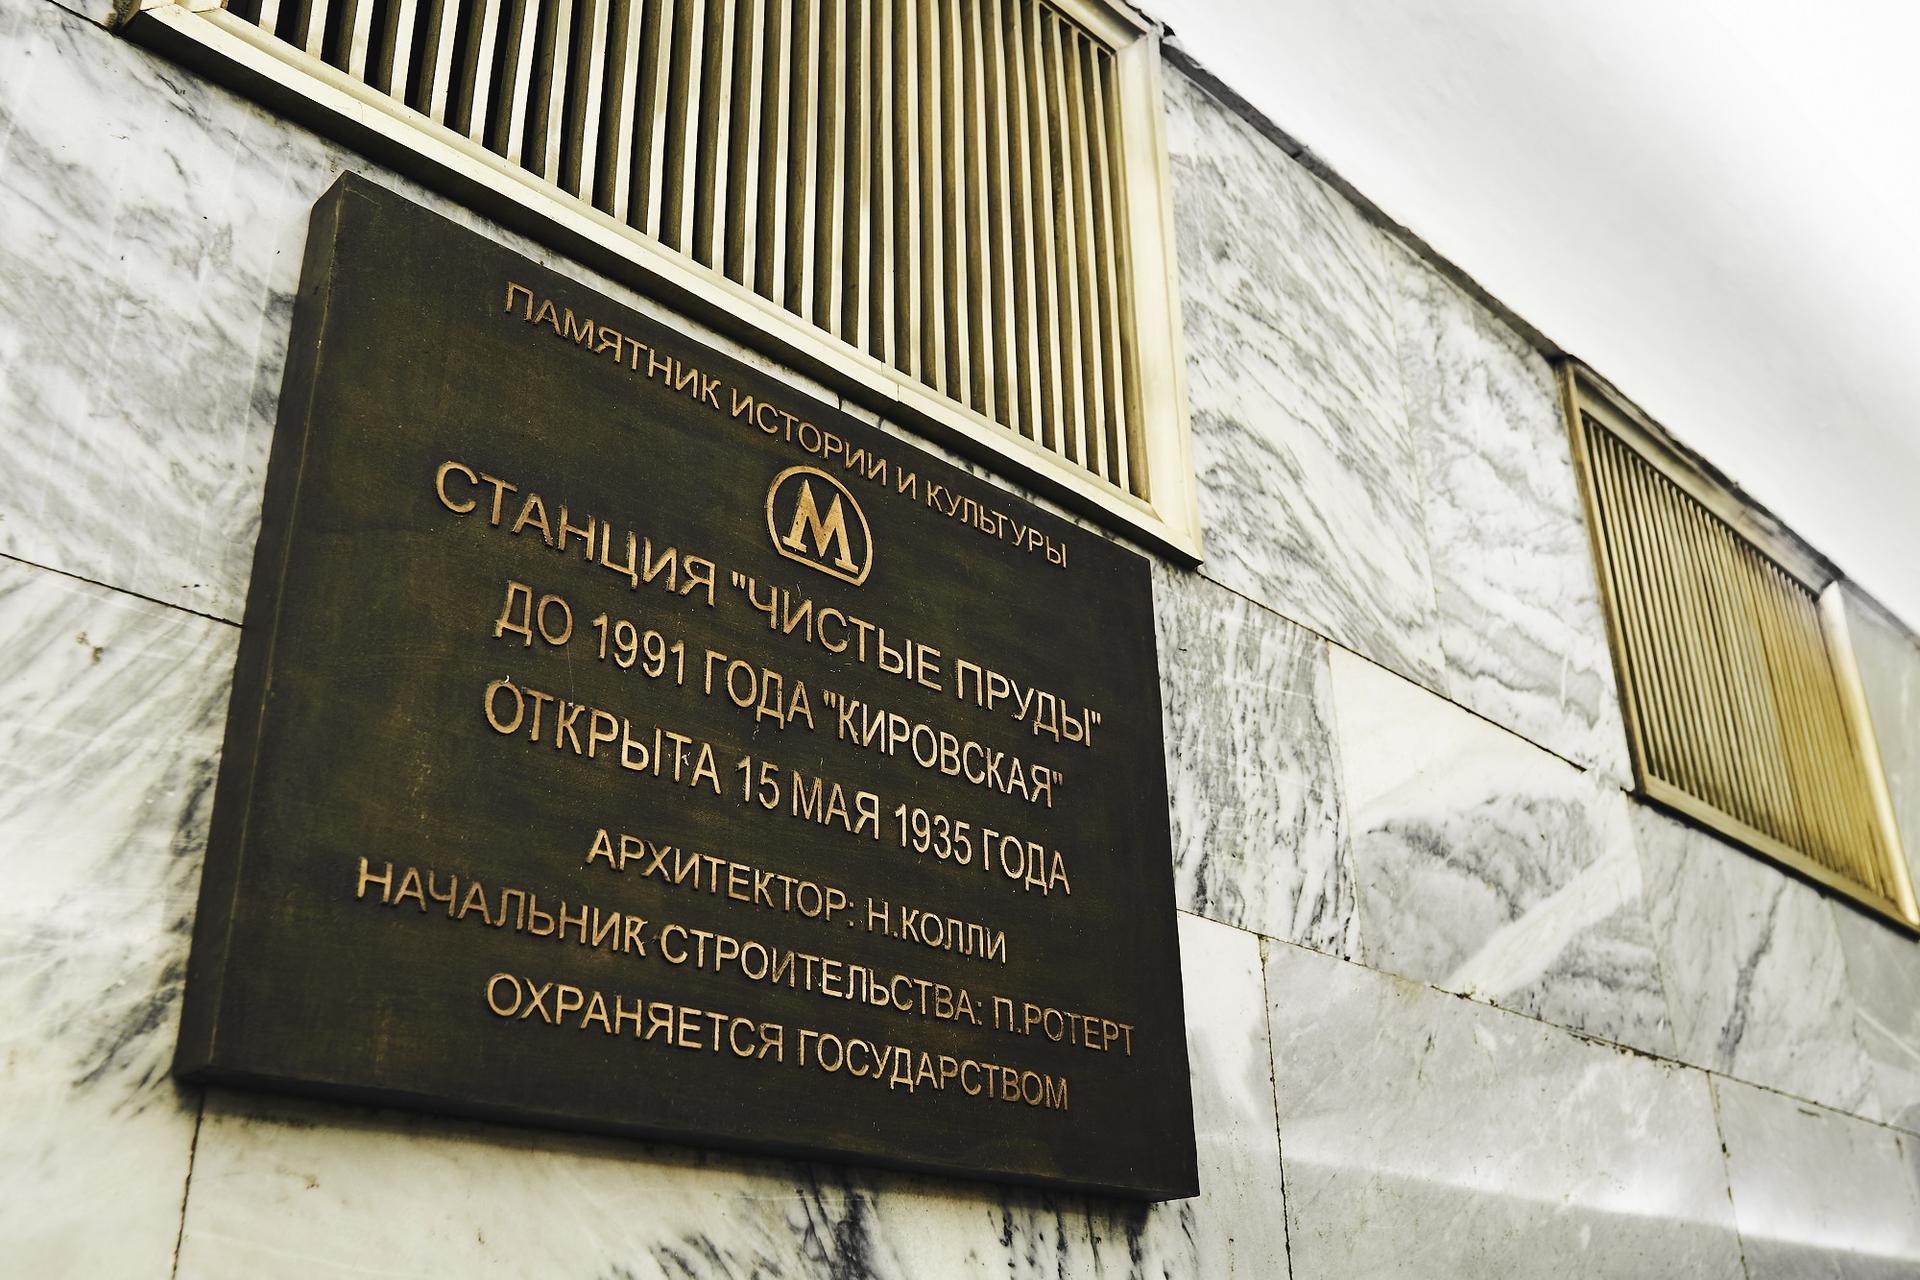 ПАМЯТНИК ИСТОРИИ И КУЛЬТУРЫ
М
СТАНЦИЯ "ЧИСТЫЕ ПРУДЫ"
ДО 1991 ГОДА "КИРОВСКАЯ"
ОТКРЫТА 15 МАЯ 1935 ГОДА
АРХИТЕКТОР: Н.КОЛЛИ
НАЧАЛЬНИК СТРОИТЕЛЬСТВА: П.РОТЕРТ
ОХРАНЯЕТСЯ ГОСУДАРСТВОМ